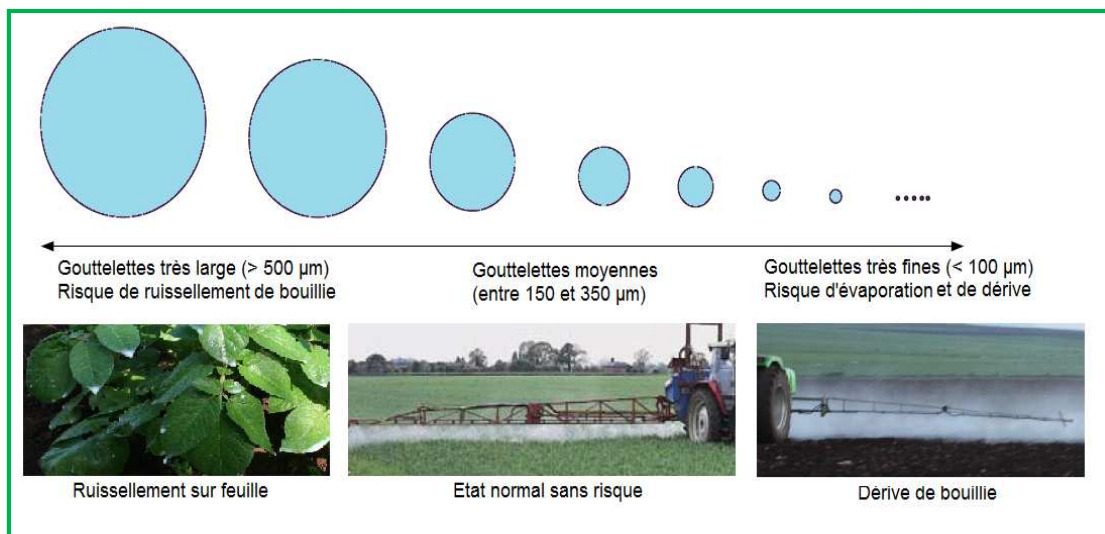 Gouttelettes très large (> 500 µm)
Risque de ruissellement de bouillie
Gouttelettes moyennes
(entre 150 et 350 µm)
Gouttelettes très fines (< 100 µm)
Risque d'évaporation et de dérive
Ruissellement sur feuille
Etat normal sans risque
Dérive de bouillie